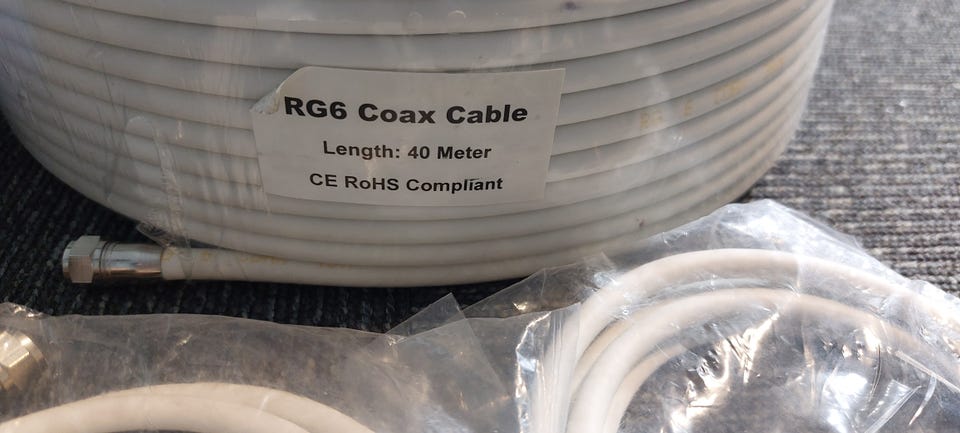 RG6 Coax Cable
Length: 40 Meter
CE RoHS Compliant